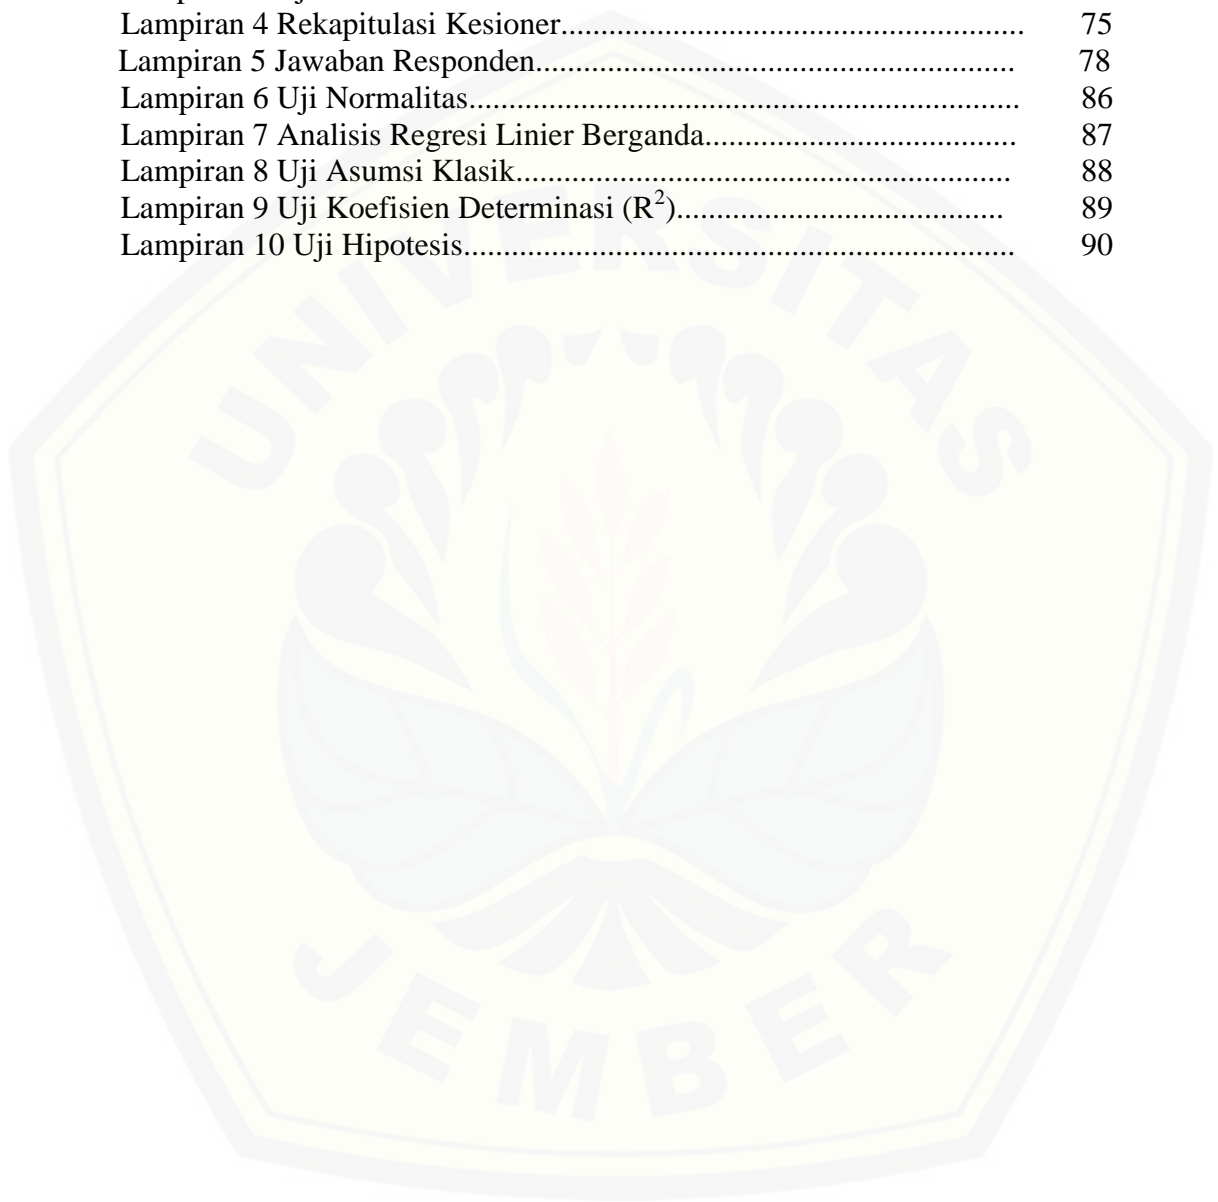 Lampiran 4 Rekapitulasi Kesioner.......................................................... 75
Lampiran 5 Jawaban Responden............................................................ 78
Lampiran 6 Uji Normalitas..................................................................... 86
Lampiran 7 Analisis Regresi Linier Berganda....................................... 87
Lampiran 8 Uji Asumsi Klasik.............................................................. 88
Lampiran 9 Uji Koefisien Determinasi (R²)......................................... 89
Lampiran 10 Uji Hipotesis..................................................................... 90
UNIVERSITAS
JEMBER